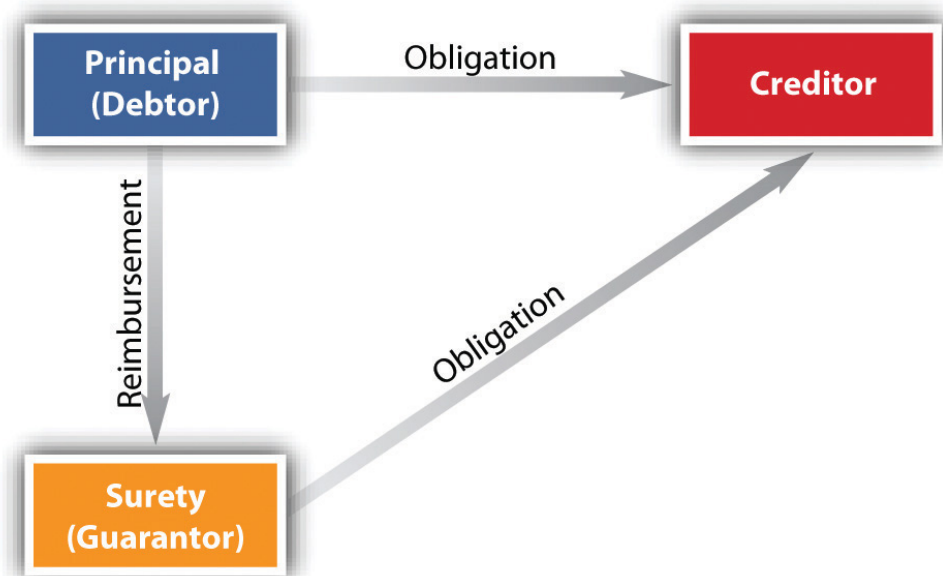 Principal
(Debtor)
Obligation
Creditor
Reimbursement
Obligation
Surety
(Guarantor)